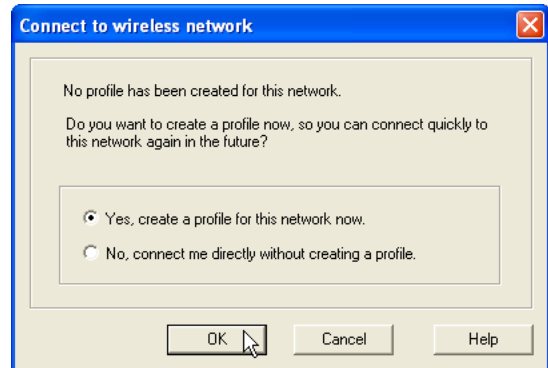 Connect to wireless network
No profile has been created for this network.
Do you want to create a profile now, so you can connect quickly to
this network again in the future?
Yes, create a profile for this network now.
No, connect me directly without creating a profile.
OK Cancel Help